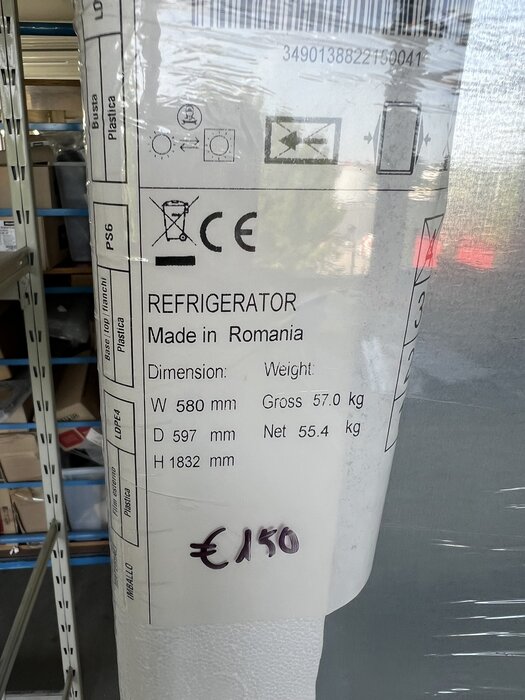 3490138822150041
LD
Busta
Plastica
CE
PS6
Base | top | fianchi
Plastica
REFRIGERATOR
Made in Romania
Dimension: Weight:
W 580 mm Gross 57.0 kg
D 597 mm Net 55.4 kg
H 1832 mm
LDPE4
Film esterno
Plastica
IMBALLO
€ 150